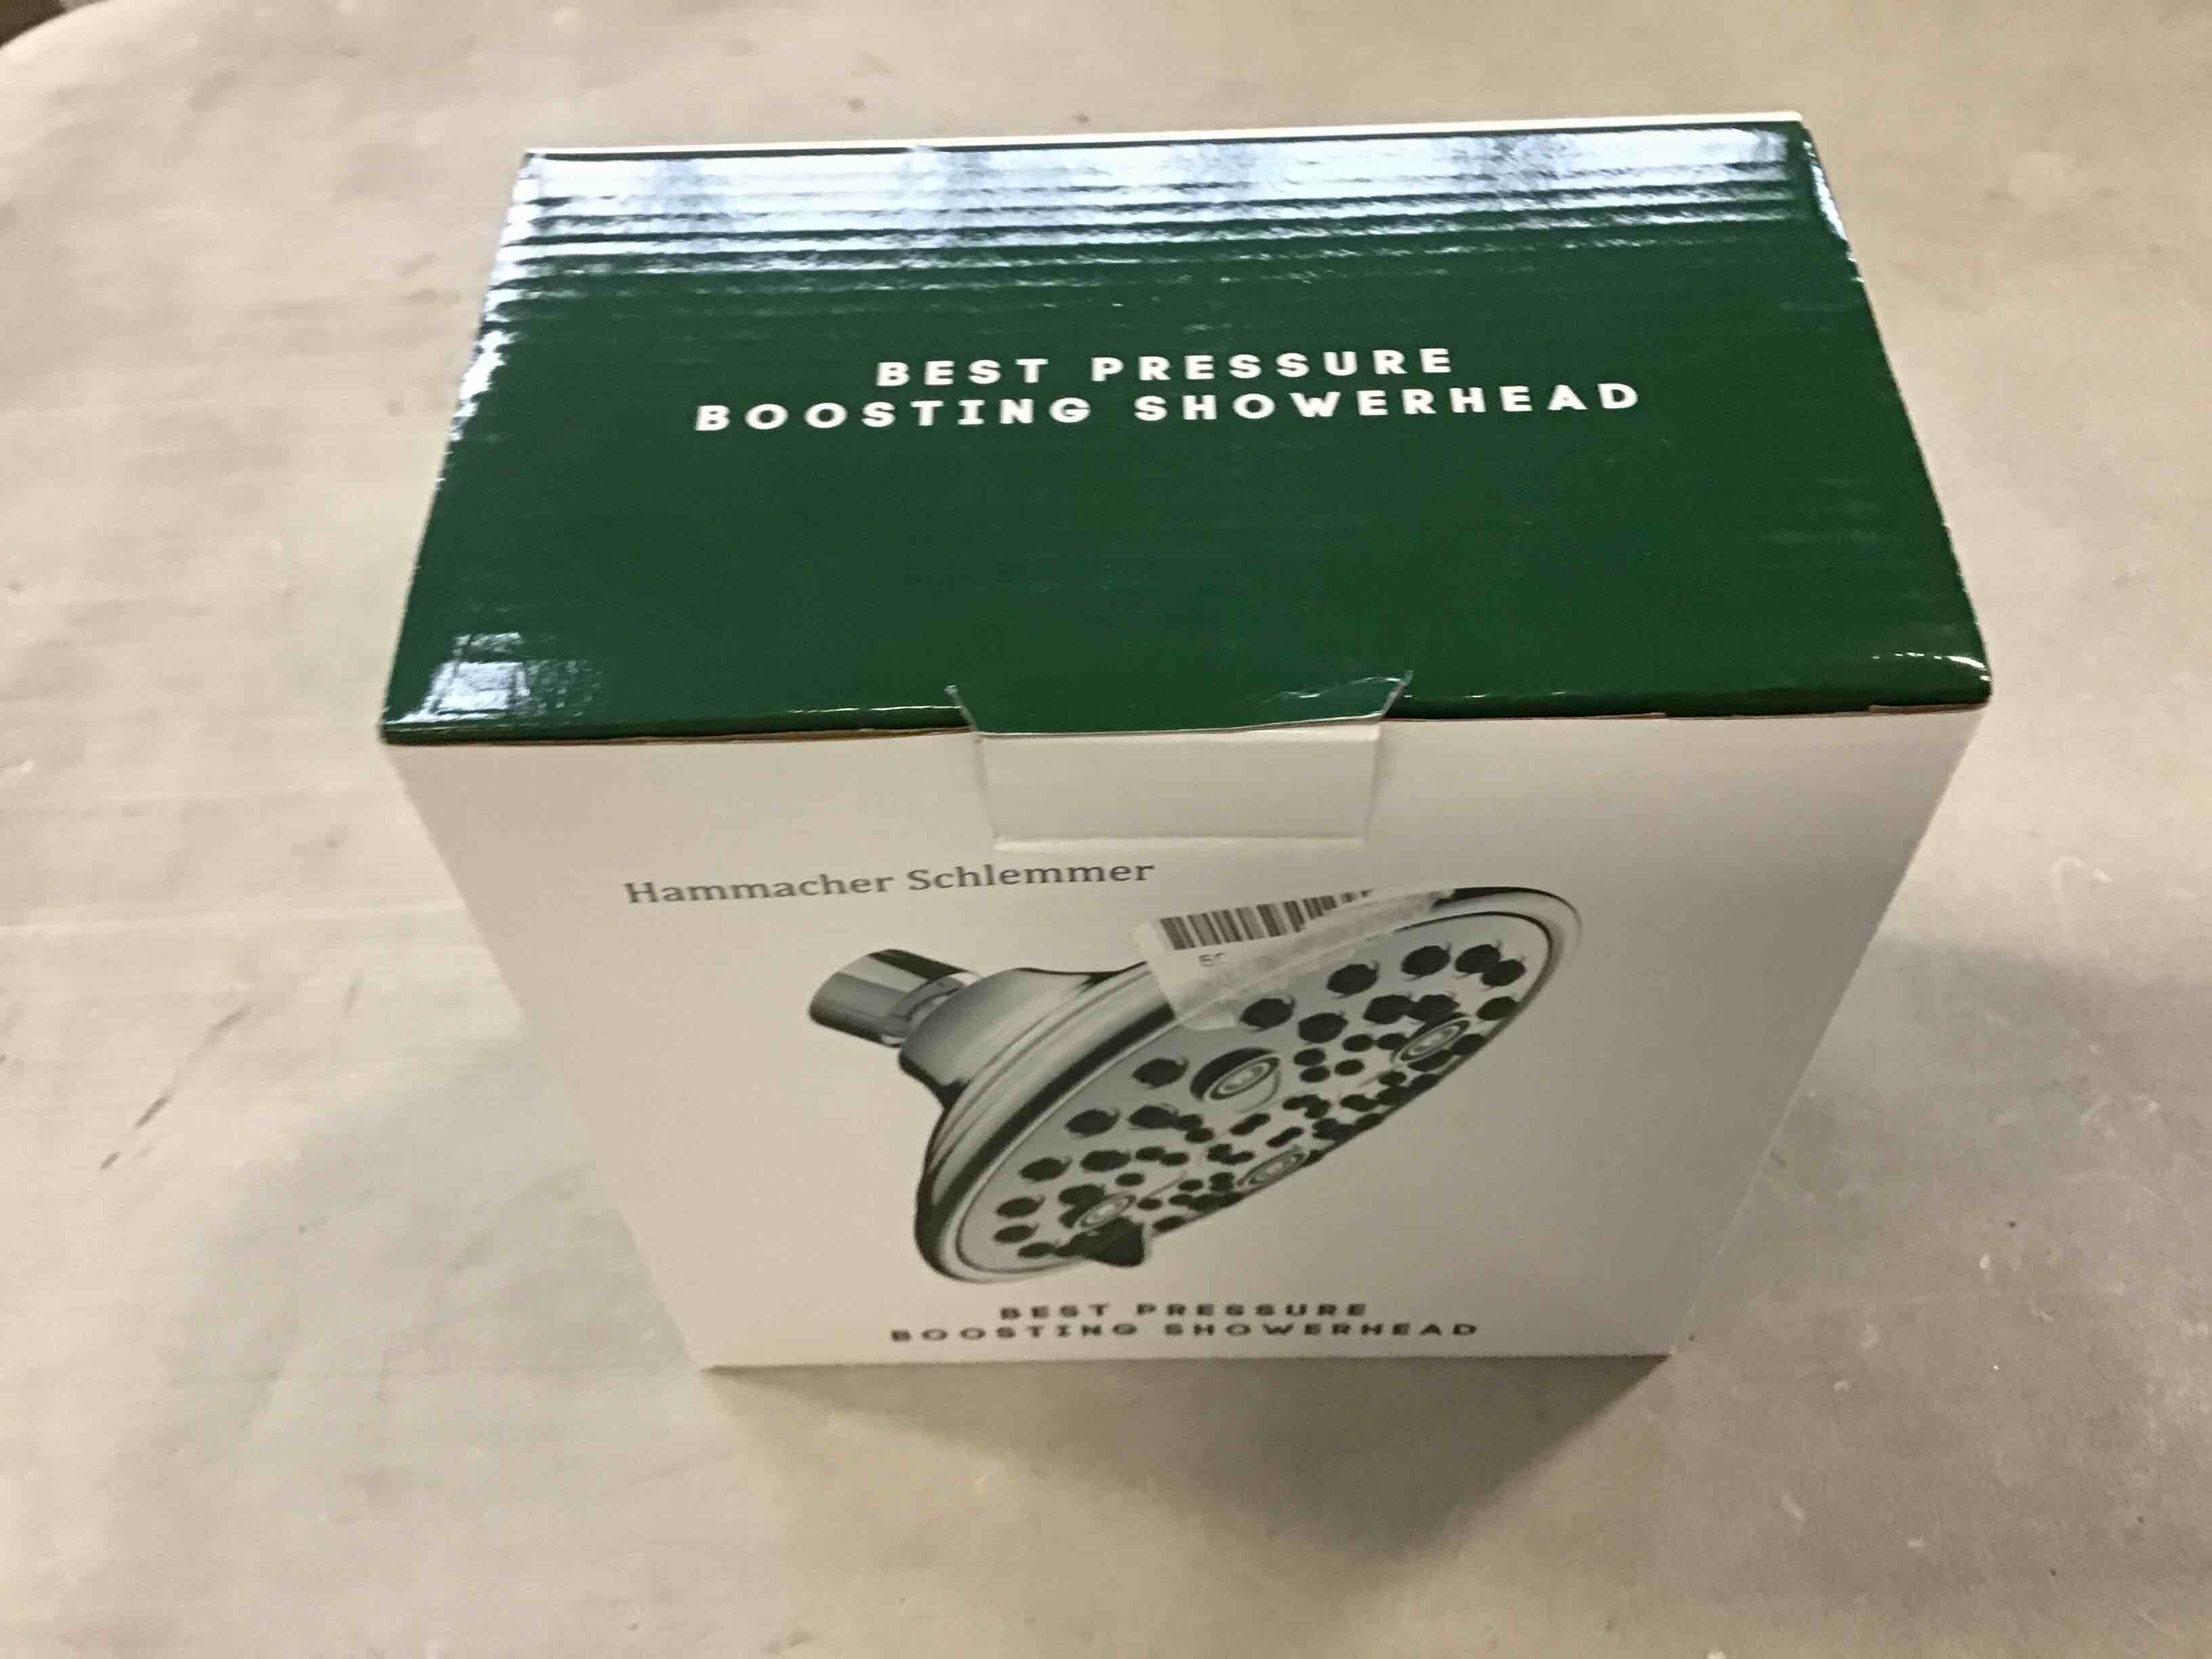 BEST PRESSURE
BOOSTING SHOWERHEAD
Hammacher Schlemmer
BEST PRESSURE
BOOSTING SHOWERHEAD